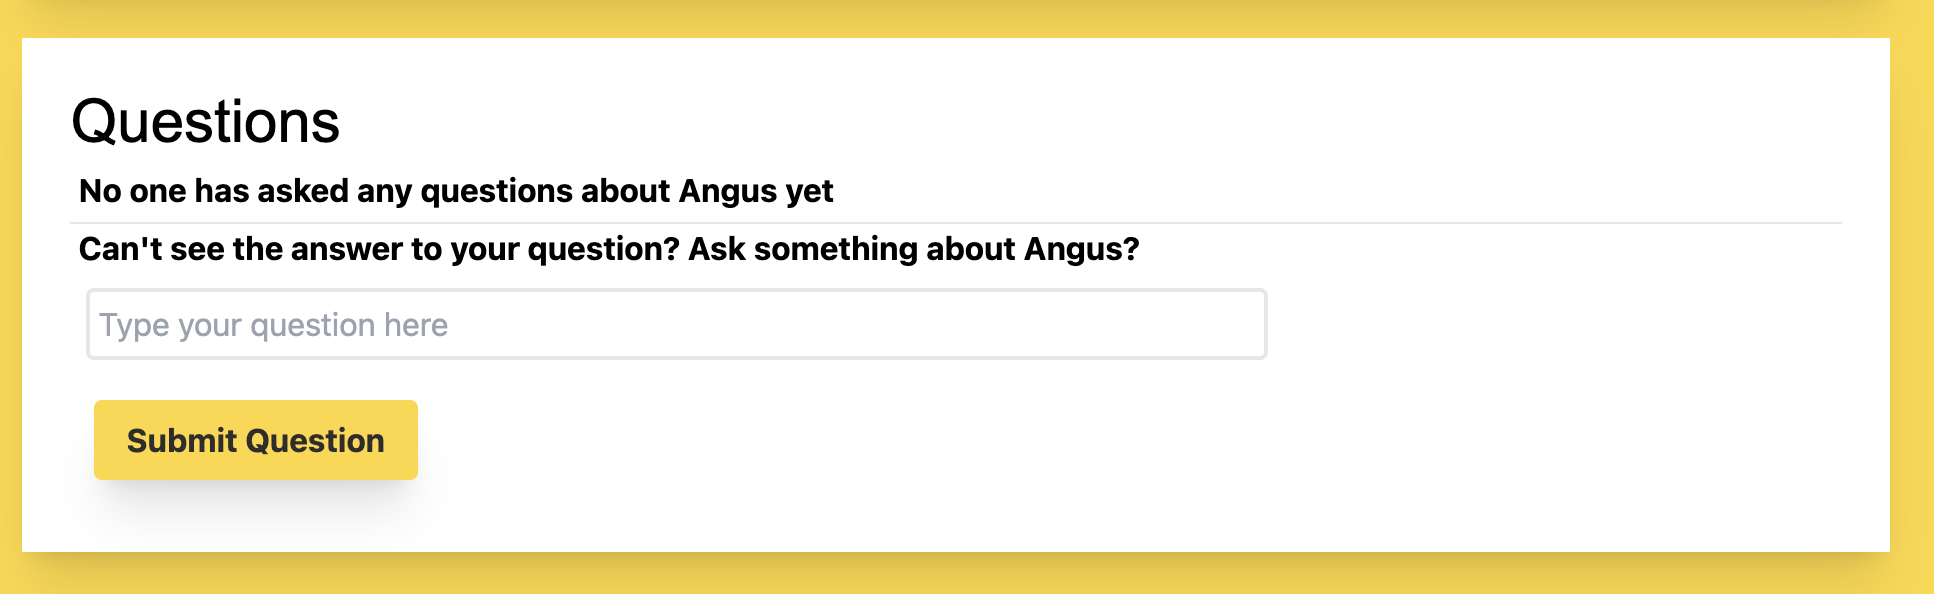 Questions
No one has asked any questions about Angus yet
Can't see the answer to your question? Ask something about Angus?
Type your question here
Submit Question